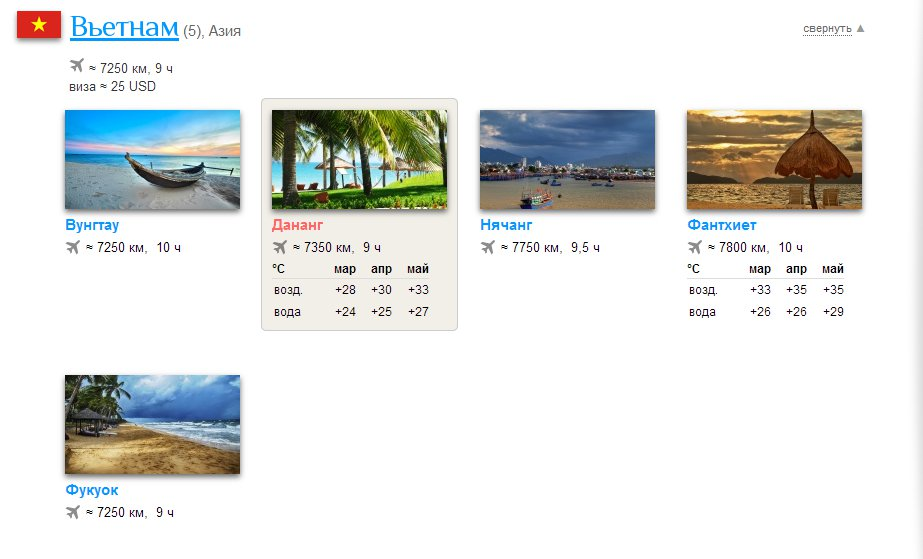 Вьетнам (5), Азия
свернуть ▲
≈ 7250 км, 9 ч
виза ≈ 25 USD
Вунгтау
≈ 7250 км, 10 ч
Дананг
≈ 7350 км, 9 ч
°C мар апр май
возд. +28 +30 +33
вода +24 +25 +27
Нячанг
≈ 7750 км, 9,5 ч
Фантхиет
≈ 7800 км, 10 ч
°C мар апр май
возд. +33 +35 +35
вода +26 +26 +29
Фукуок
≈ 7250 км, 9 ч